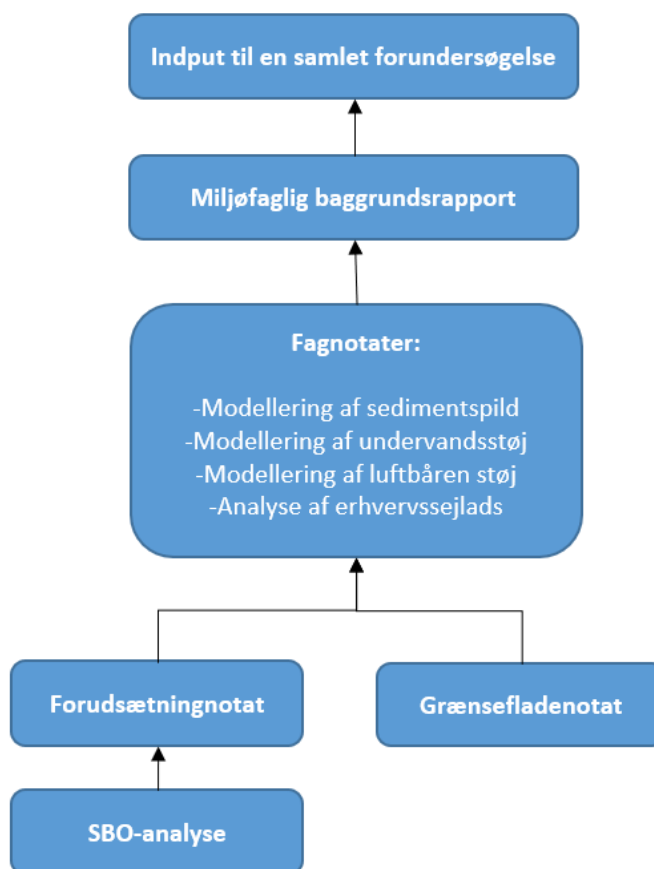 Indput til en samlet forundersøgelse
Miljøfaglig baggrundsrapport
Fagnotater:
-Modellering af sedimentspild
-Modellering af undervandsstøj
-Modellering af luftbåren støj
-Analyse af erhvervssejlads
Forudsætningnotat
Grænsefladenotat
SBO-analyse